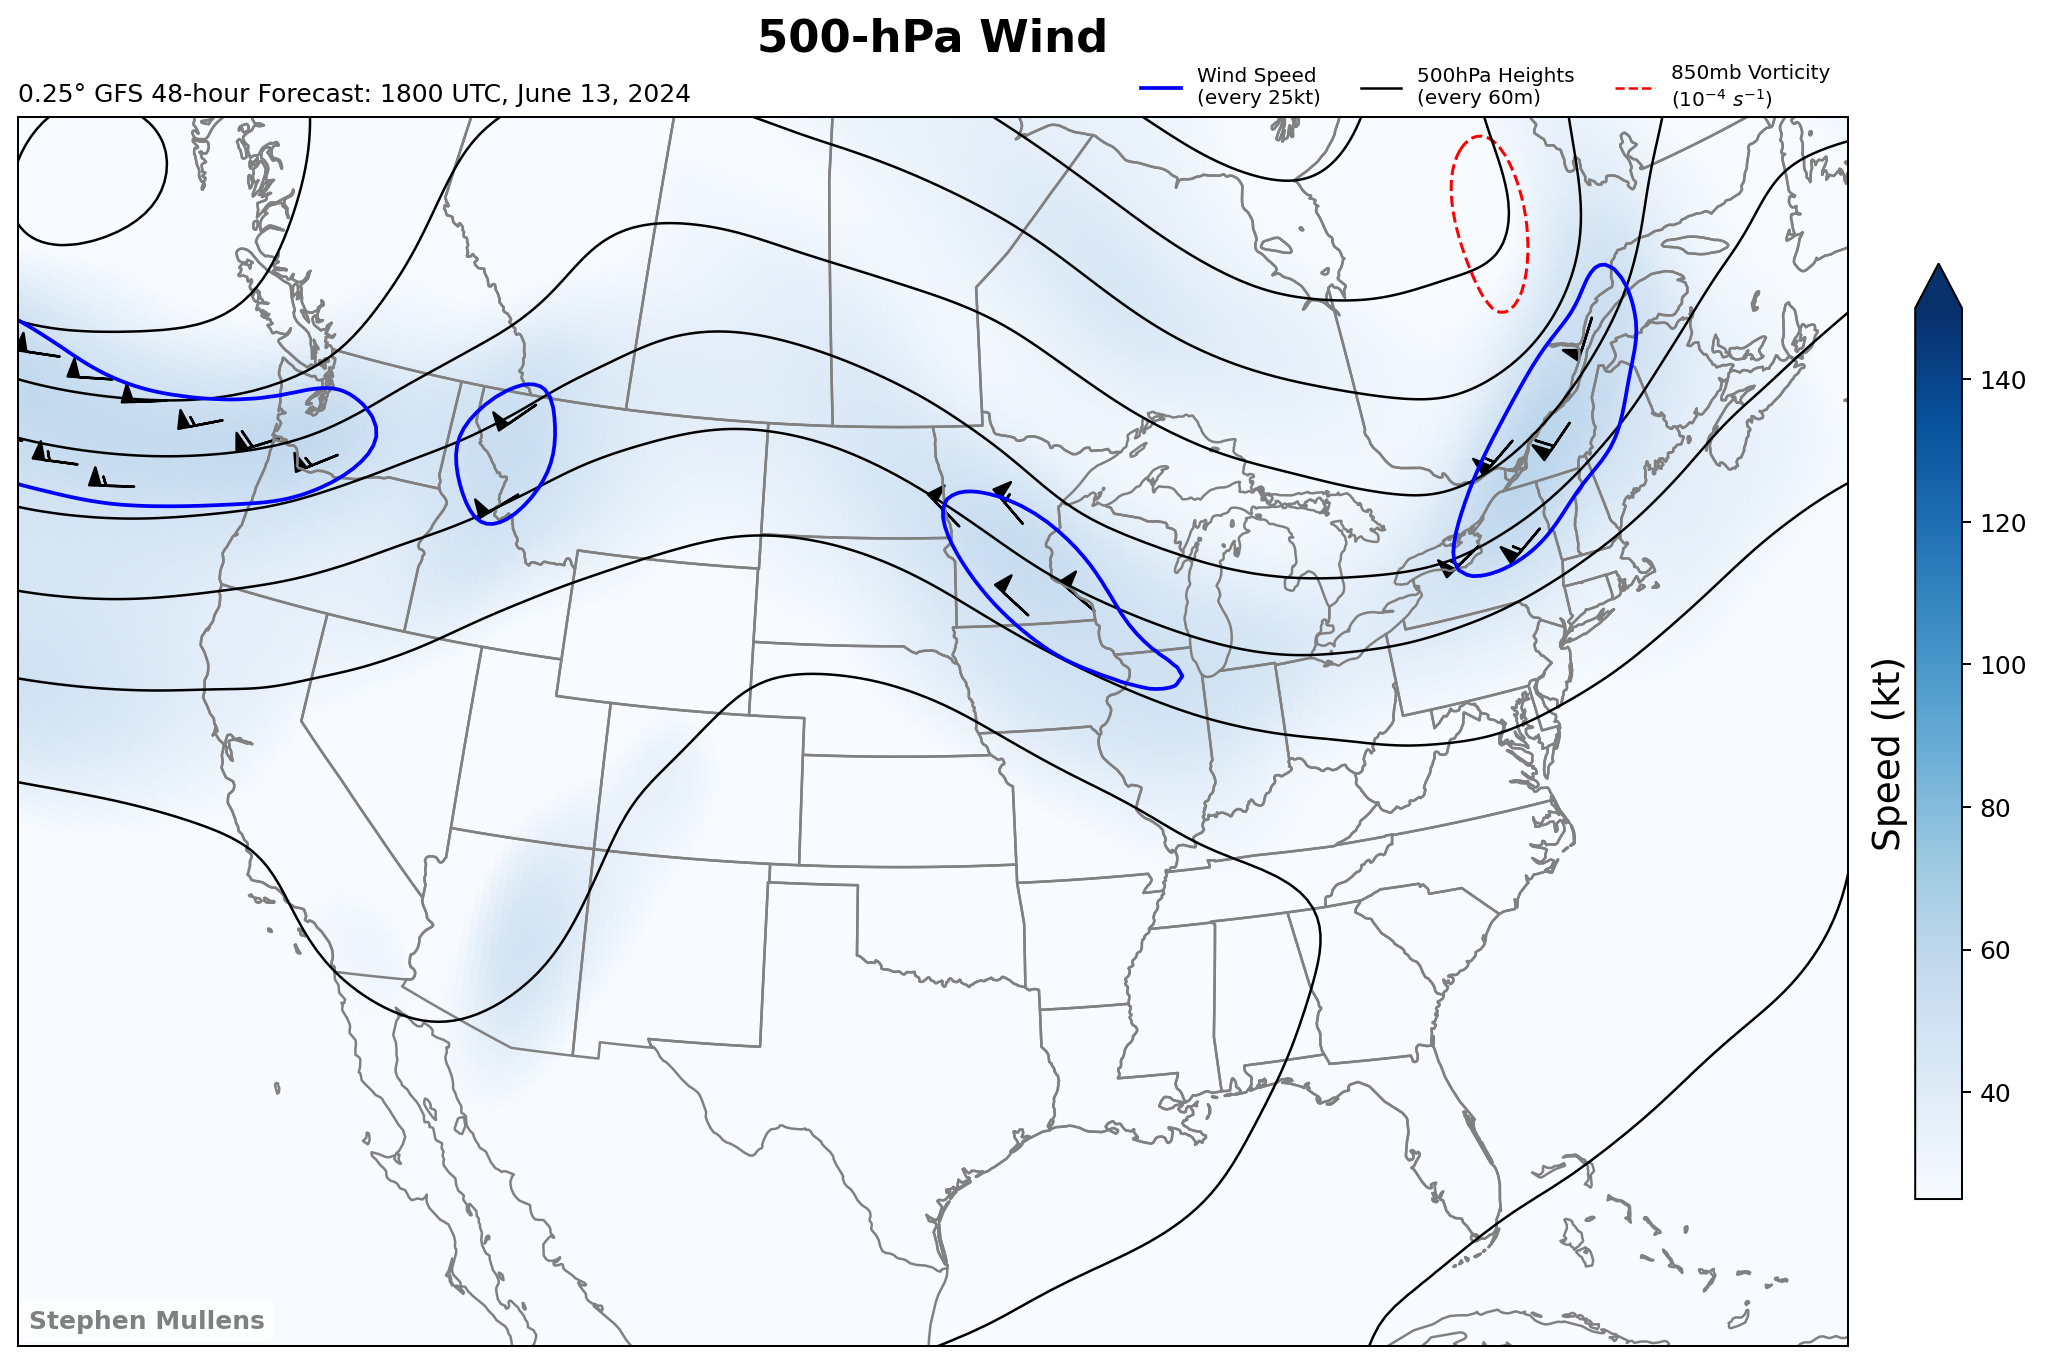 500-hPa Wind
0.25° GFS 48-hour Forecast: 1800 UTC, June 13, 2024
Wind Speed
(every 25kt)
500hPa Heights
(every 60m)
850mb Vorticity
(10⁻⁴ s⁻¹)
140
120
100
80
60
40
Speed (kt)
Stephen Mullens